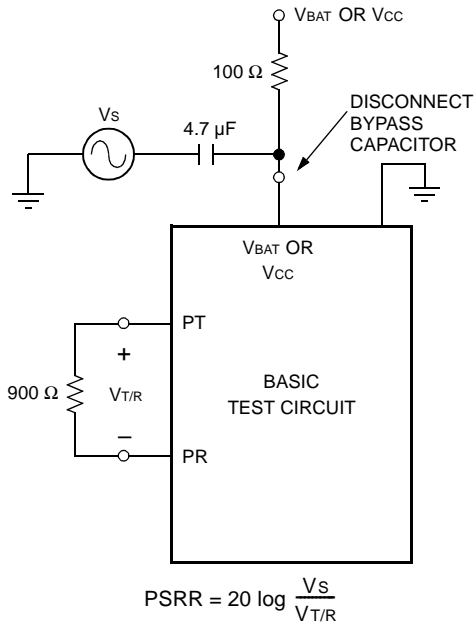 VBAT OR VCC
100 Ω
DISCONNECT
BYPASS
CAPACITOR
VS
4.7 µF
VBAT OR
VCC
PT
+
900 Ω
VT/R
BASIC
TEST CIRCUIT
–
PR
PSRR = 20 log VS
VT/R